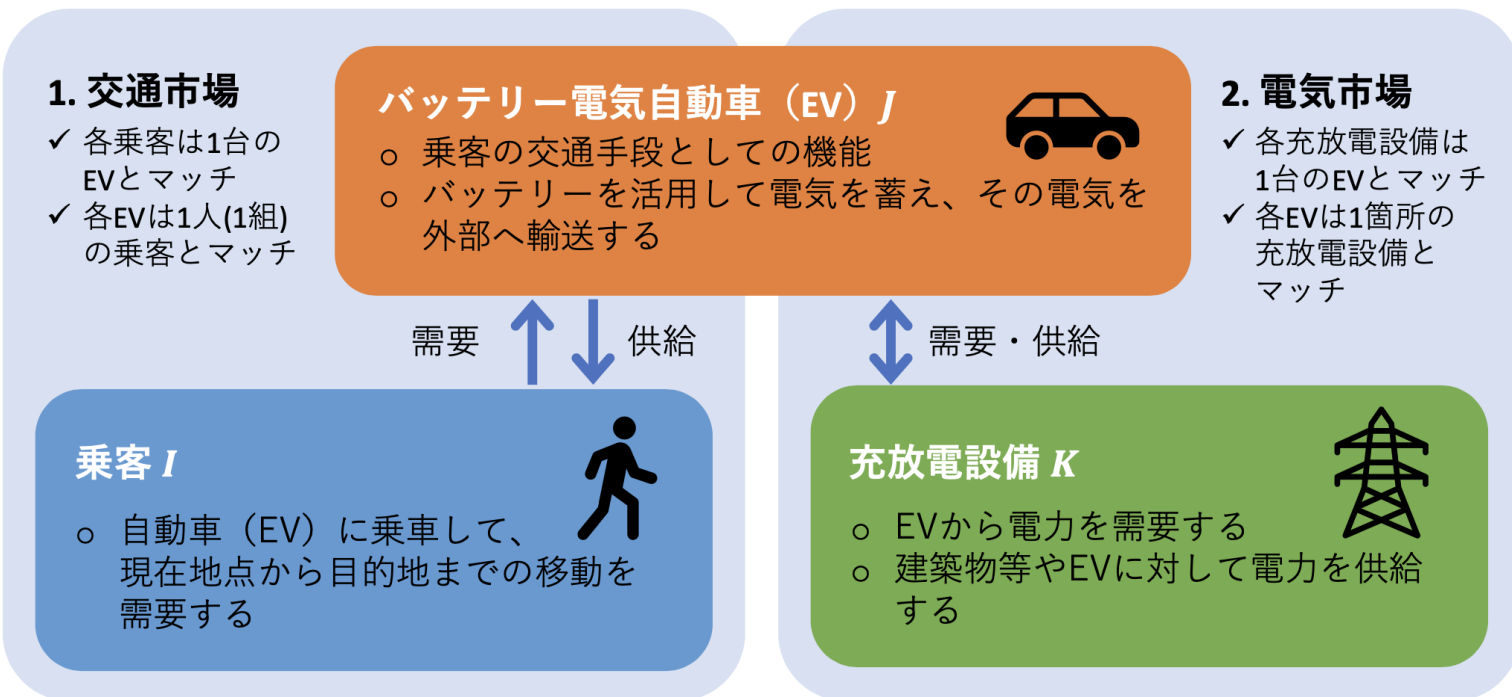 1. 交通市場
✓ 各乗客は1台の
EVとマッチ
✓ 各EVは1人(1組)
の乗客とマッチ
バッテリー電気自動車（EV）J
○ 乗客の交通手段としての機能
○ バッテリーを活用して電気を蓄え、その電気を
外部へ輸送する
2. 電気市場
✓ 各充放電設備は
1台のEVとマッチ
✓ 各EVは1箇所の
充放電設備と
マッチ
需要
供給
需要・供給
乗客 I
○ 自動車（EV）に乗車して、
現在地点から目的地までの移動を
需要する
充放電設備 K
○ EVから電力を需要する
○ 建築物等やEVに対して電力を供給
する